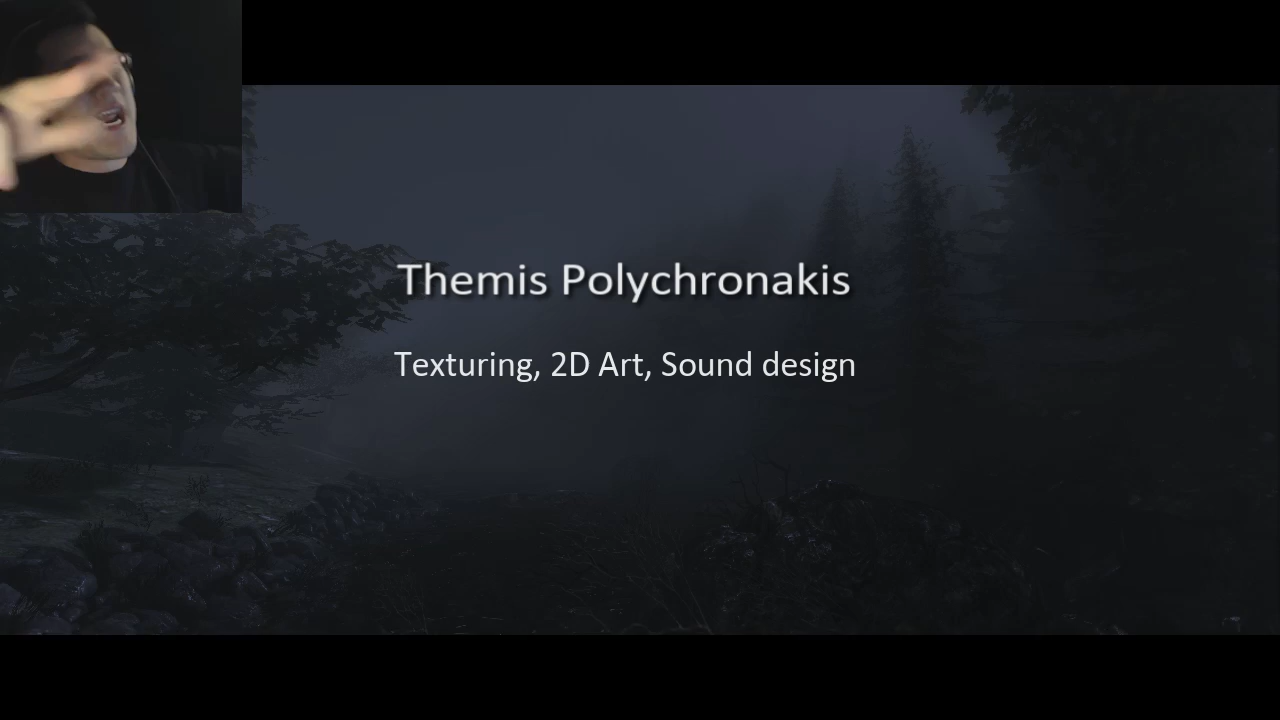 Themis Polychronakis
Texturing, 2D Art, Sound design